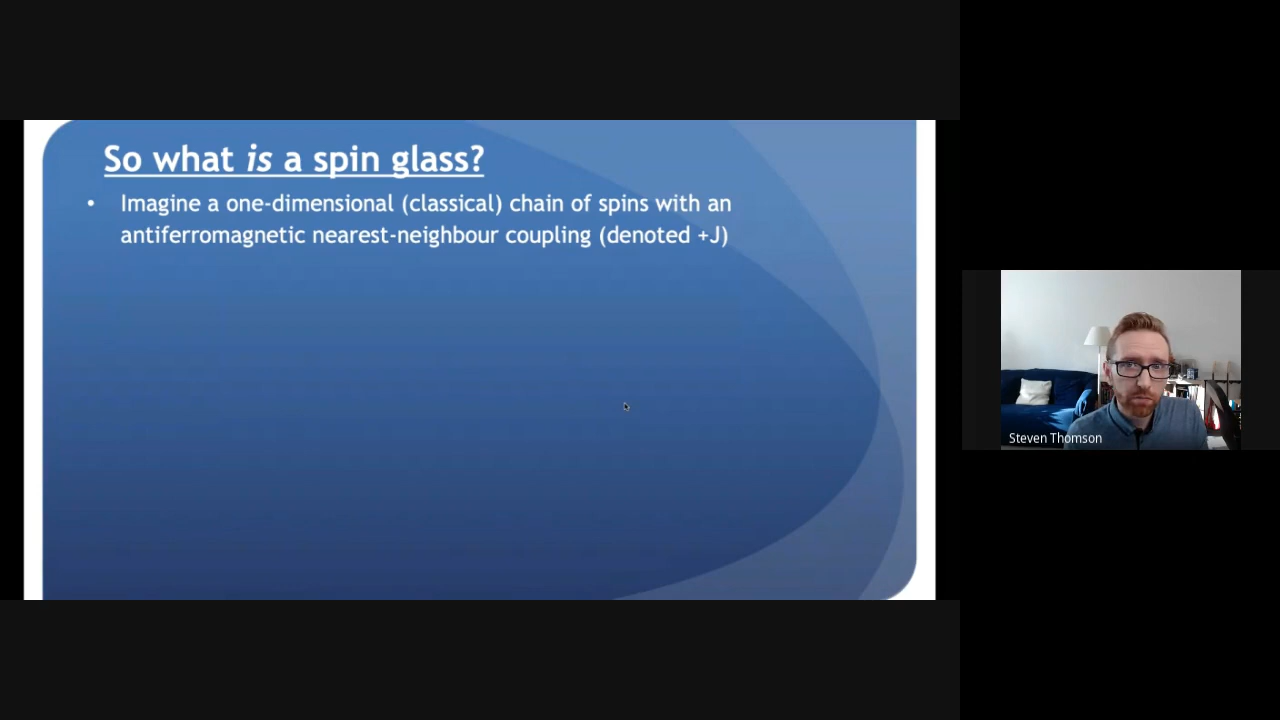 So what is a spin glass?
• Imagine a one-dimensional (classical) chain of spins with an
antiferromagnetic nearest-neighbour coupling (denoted +J)
Steven Thomson